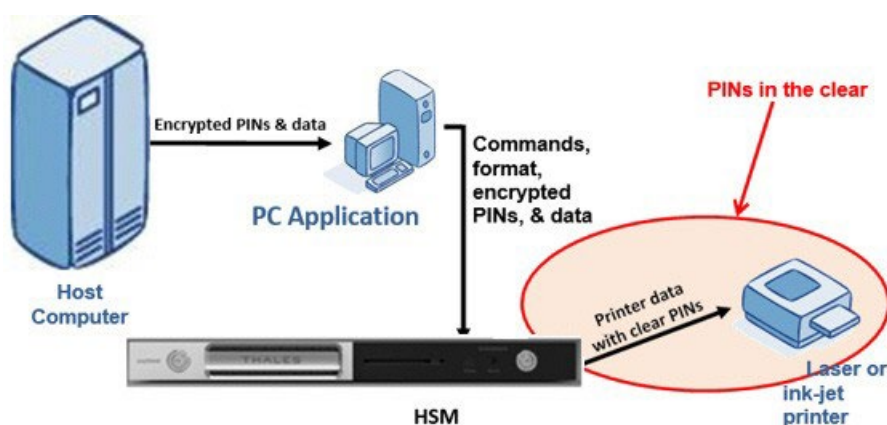 PINs in the clear
Encrypted PINs & data
Commands,
format,
encrypted
PINs, & data
PC Application
Host
Computer
Printer data
with clear PINs
THALES
Laser or
ink-jet
printer
HSM